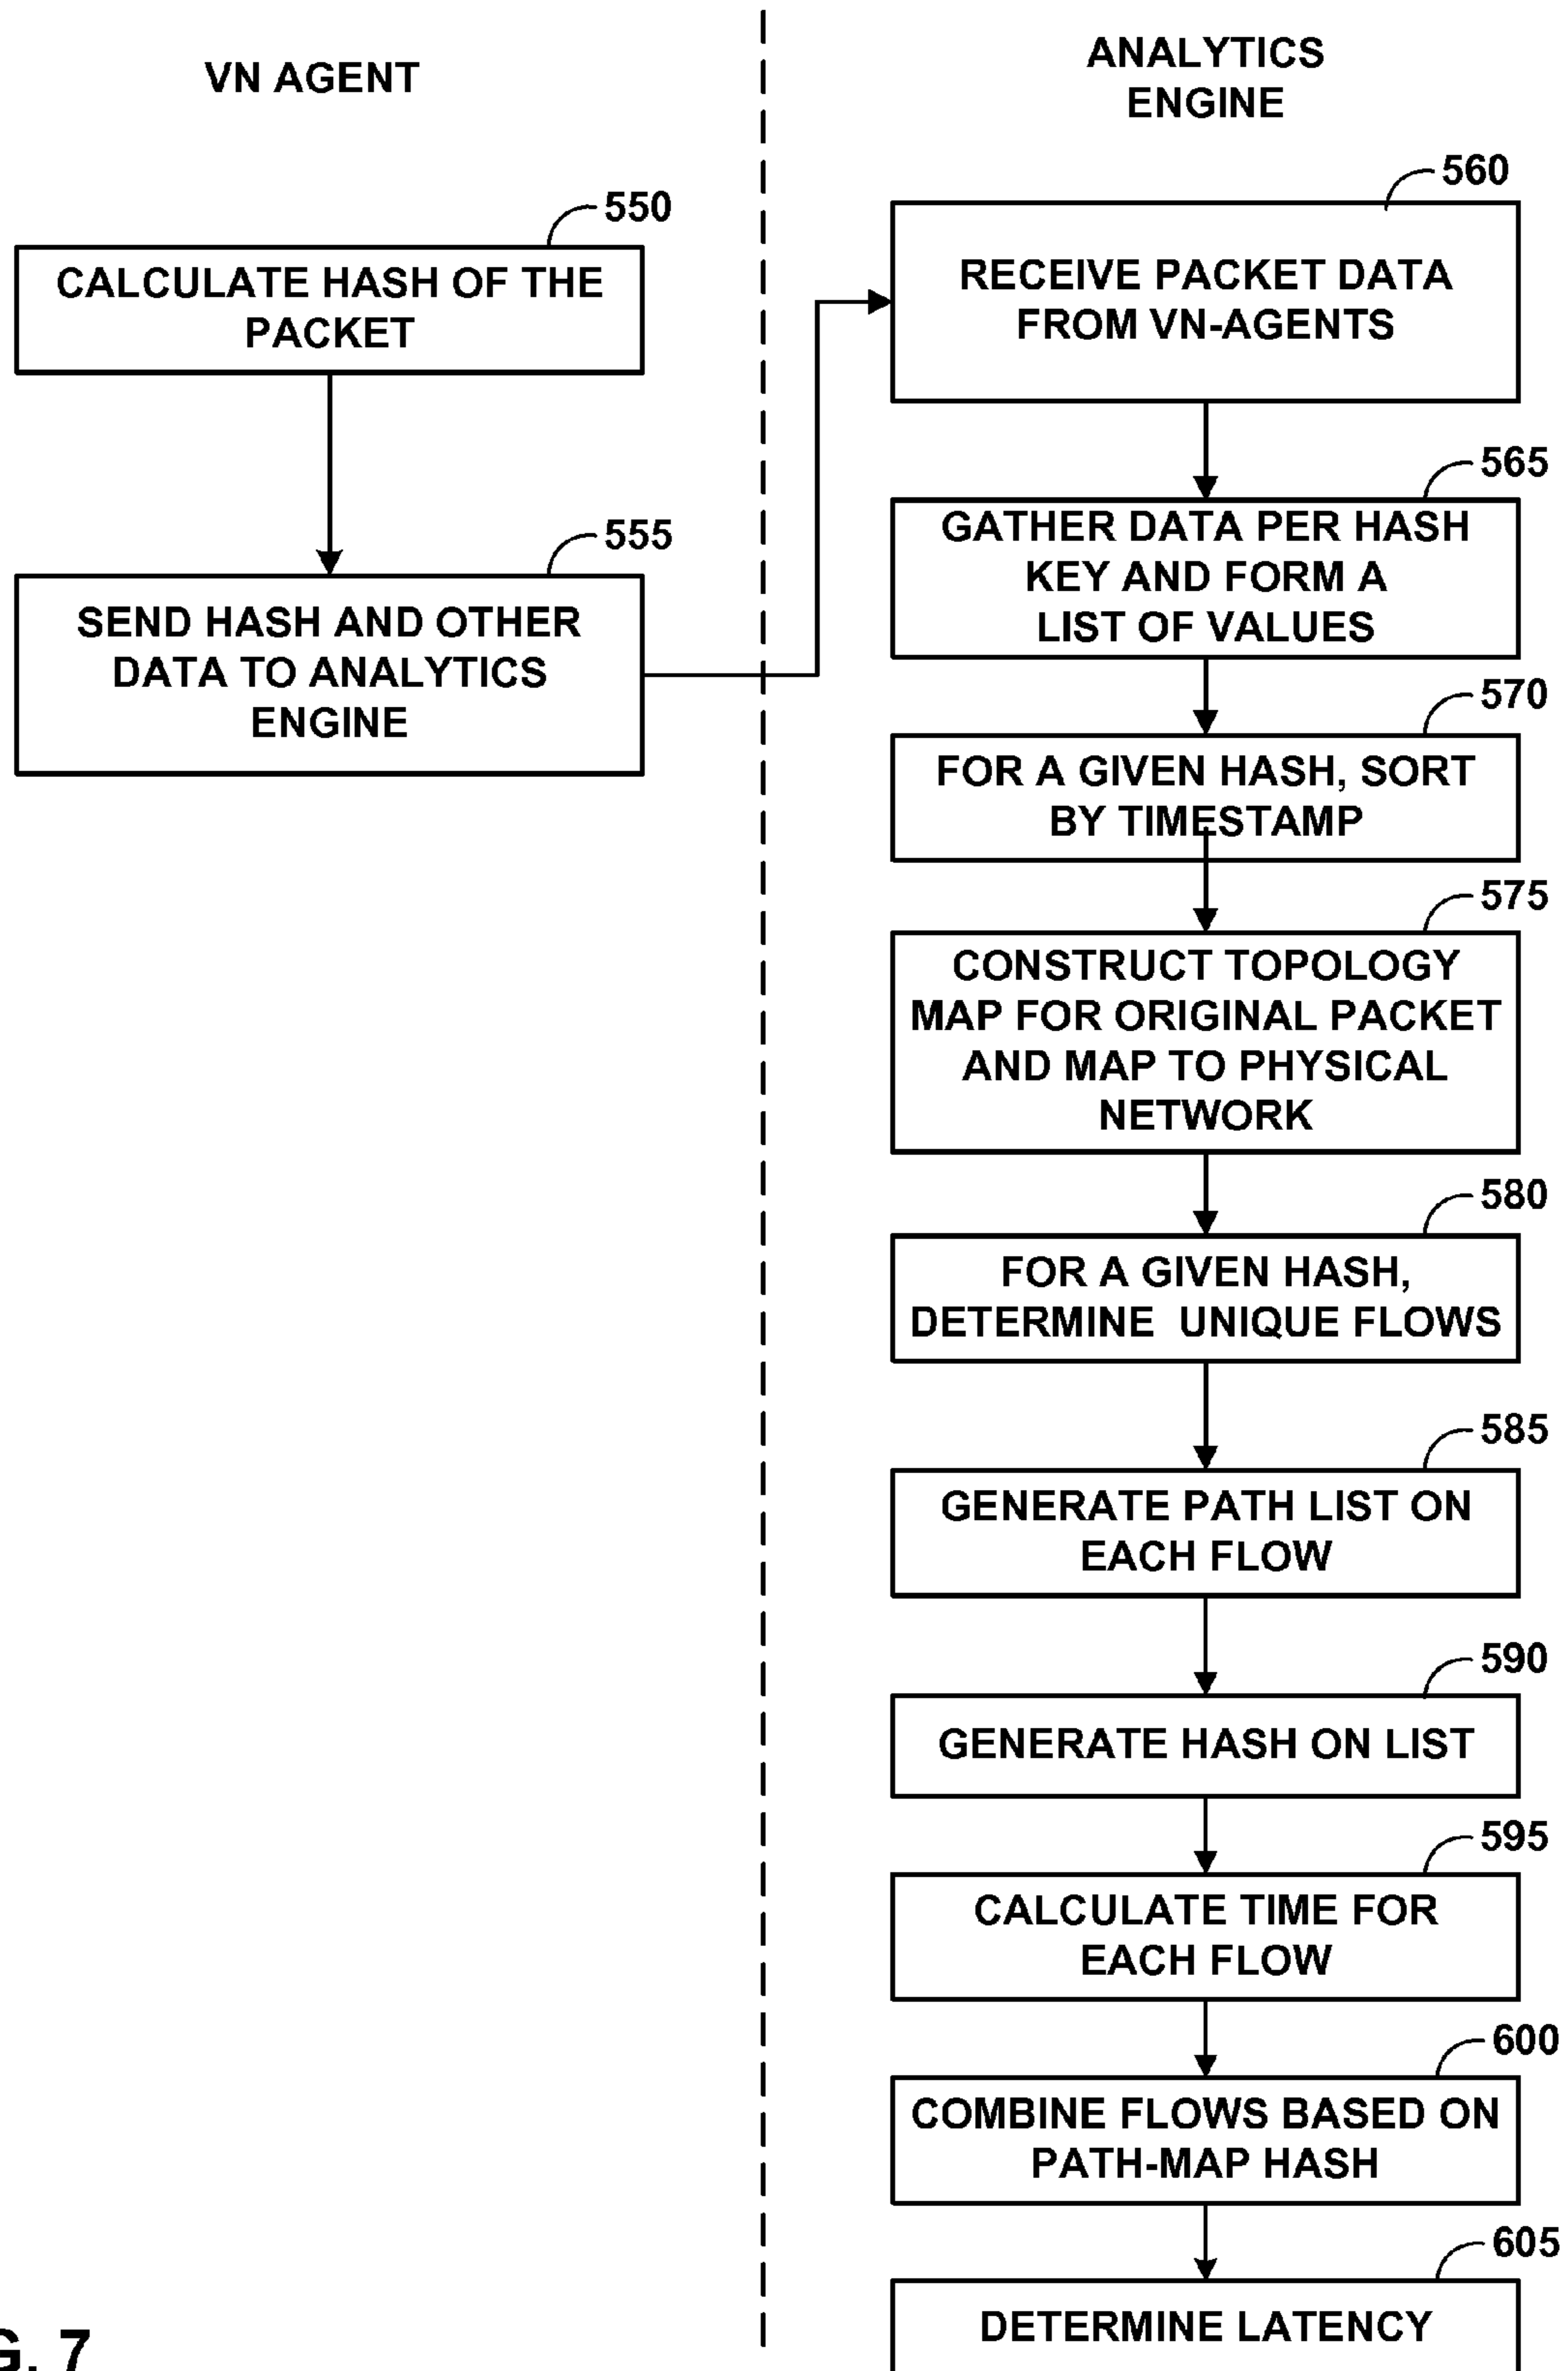 VN AGENT
550
CALCULATE HASH OF THE
PACKET
555
SEND HASH AND OTHER
DATA TO ANALYTICS
ENGINE
ANALYTICS
ENGINE
560
RECEIVE PACKET DATA
FROM VN-AGENTS
565
GATHER DATA PER HASH
KEY AND FORM A
LIST OF VALUES
570
FOR A GIVEN HASH, SORT
BY TIMESTAMP
575
CONSTRUCT TOPOLOGY
MAP FOR ORIGINAL PACKET
AND MAP TO PHYSICAL
NETWORK
580
FOR A GIVEN HASH,
DETERMINE UNIQUE FLOWS
585
GENERATE PATH LIST ON
EACH FLOW
590
GENERATE HASH ON LIST
595
CALCULATE TIME FOR
EACH FLOW
600
COMBINE FLOWS BASED ON
PATH-MAP HASH
605
DETERMINE LATENCY
G. 7